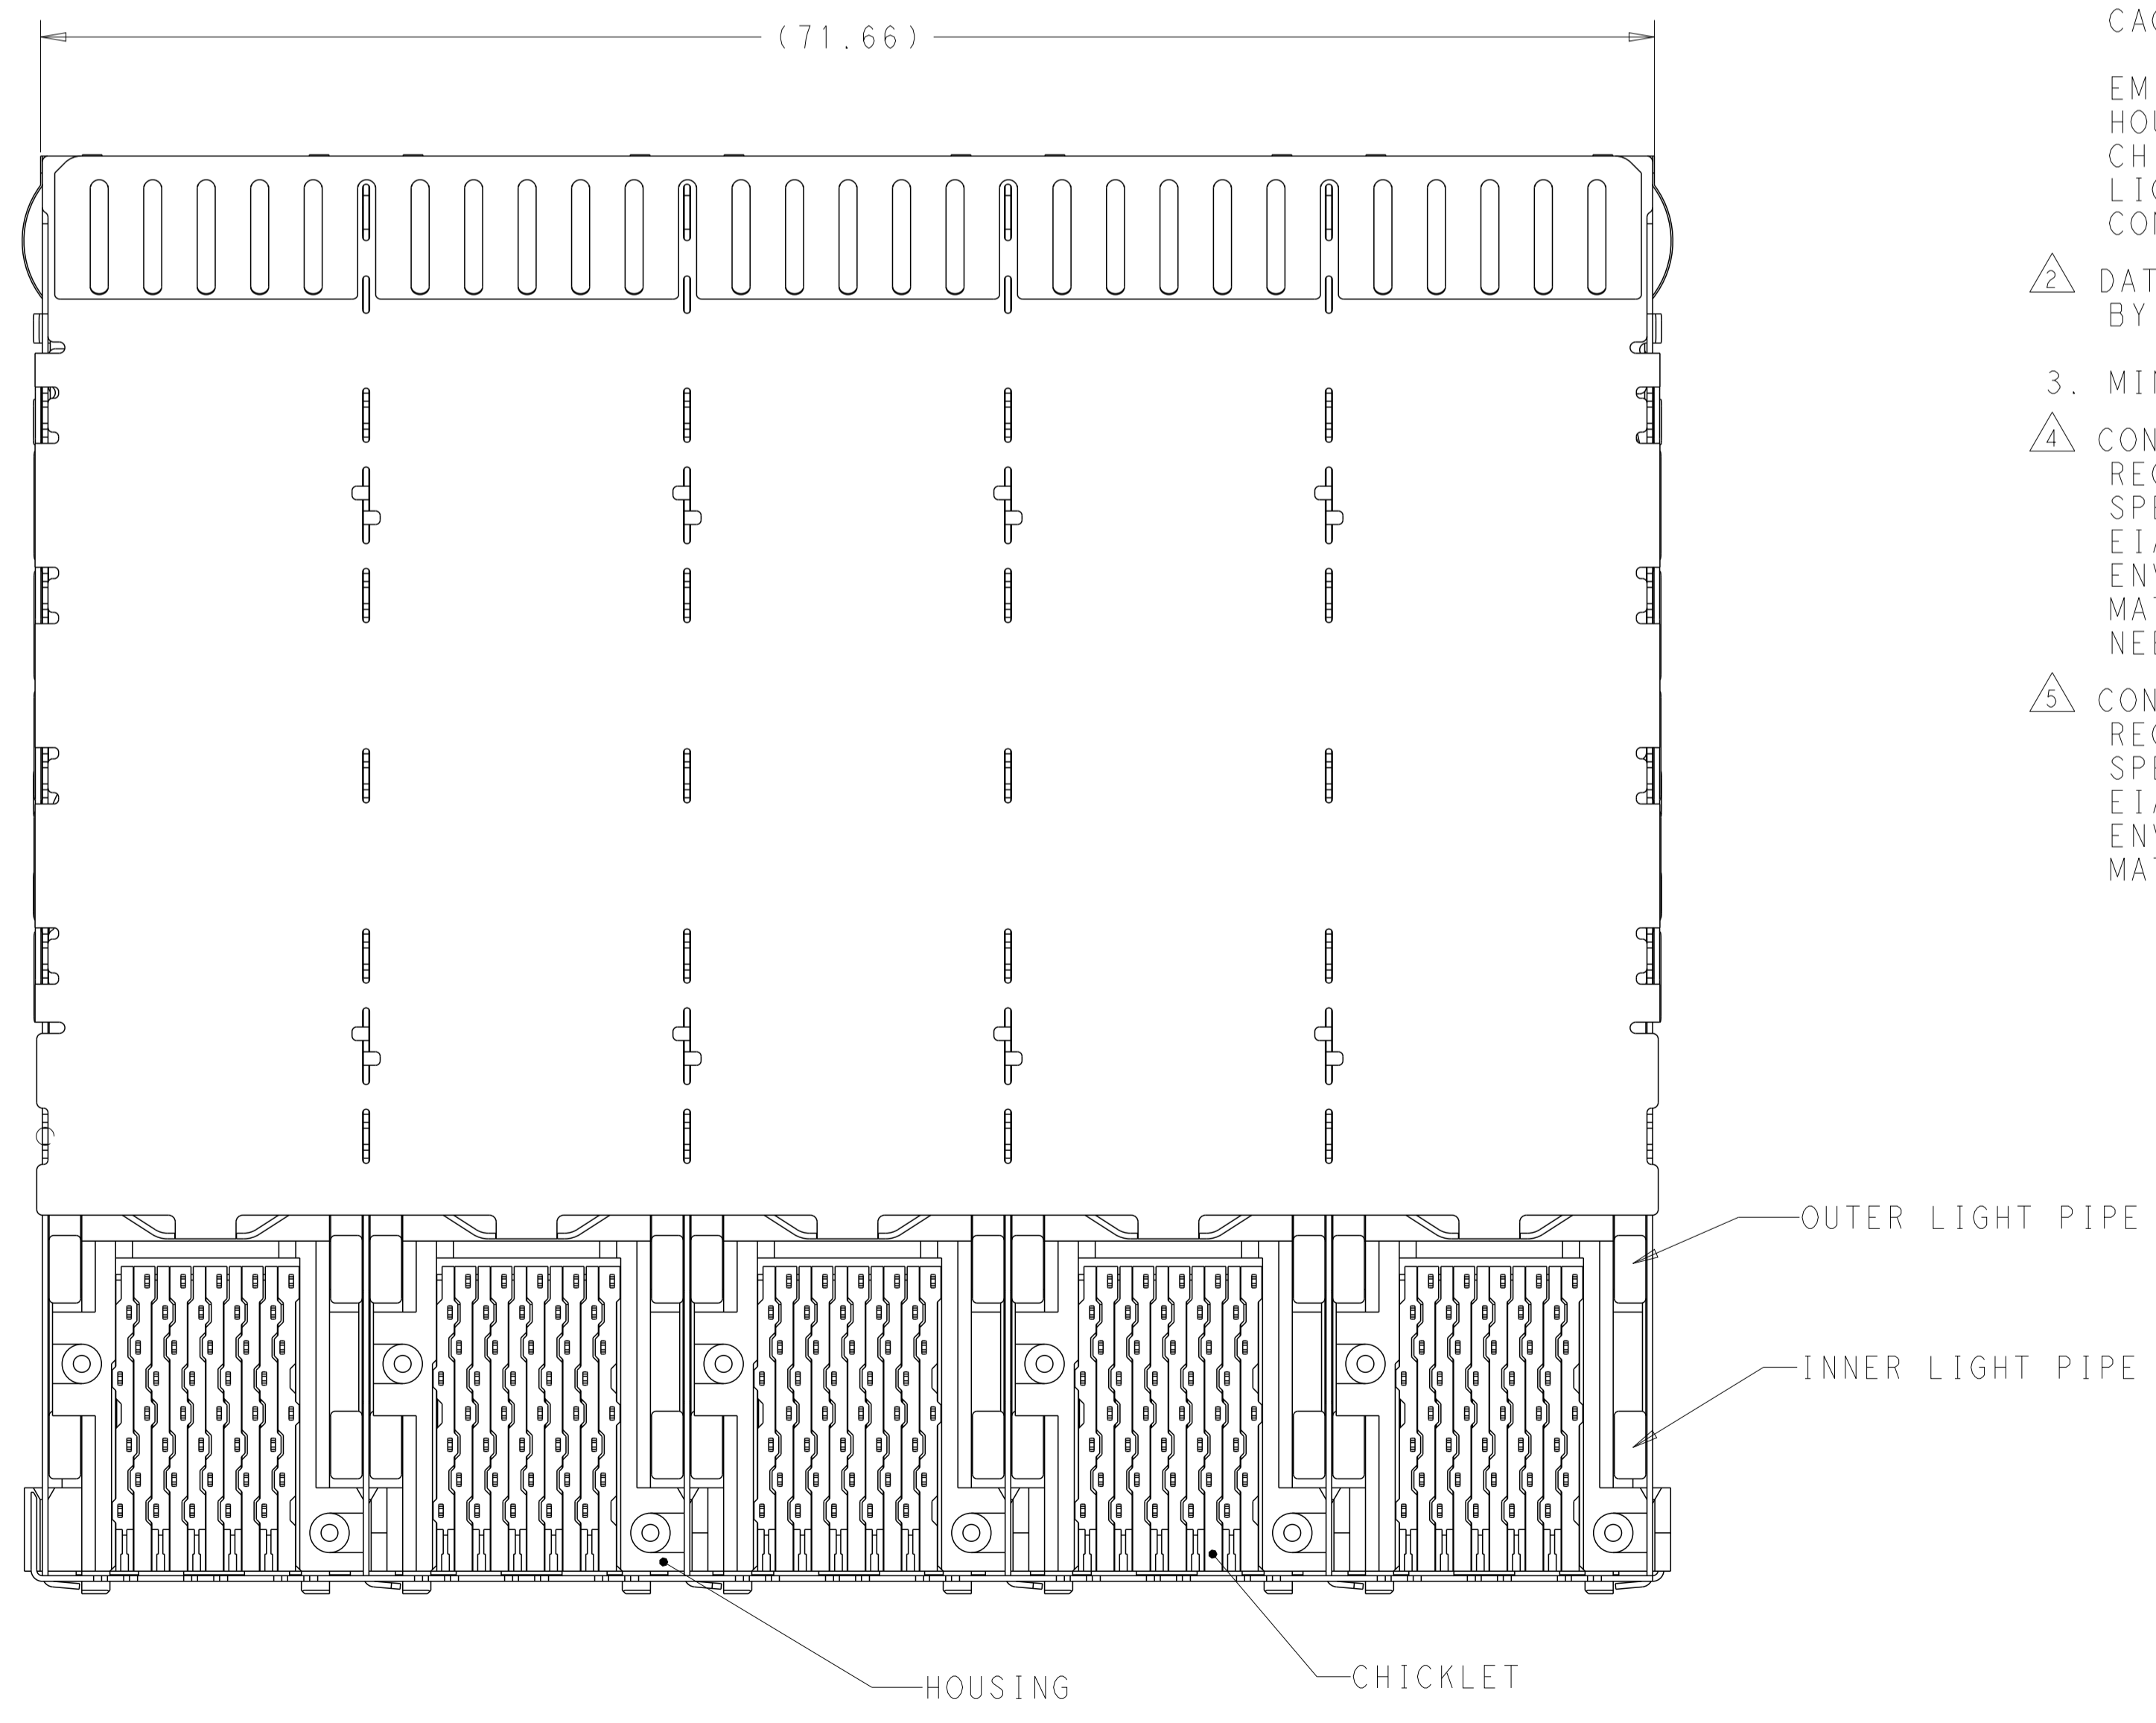 (71.66)
CA
EM
HO
CH
LI
CO
2 DAT
BY
3. MI
4 CON
RE
SP
EI
EN
MA
NE
5 CON
RE
SP
EI
EN
MA
OUTER LIGHT PIPE
INNER LIGHT PIPE
HOUSING
CHICKLET